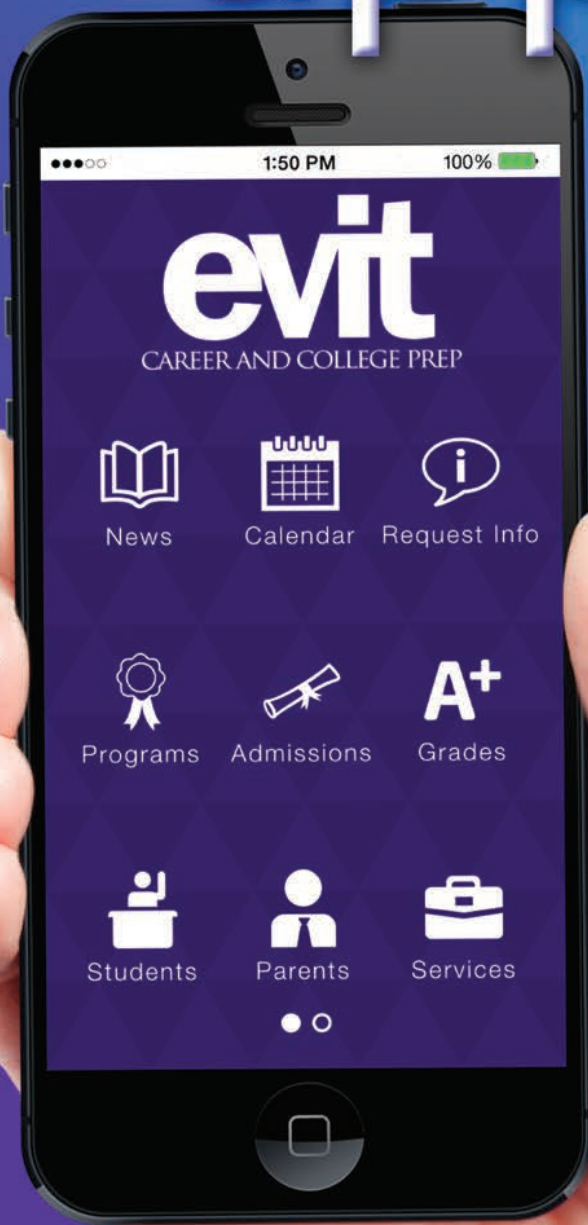 1:50 PM 100%
evit
CAREER AND COLLEGE PREP
i
News Calendar Request Info
A+
Programs Admissions Grades
Students Parents Services